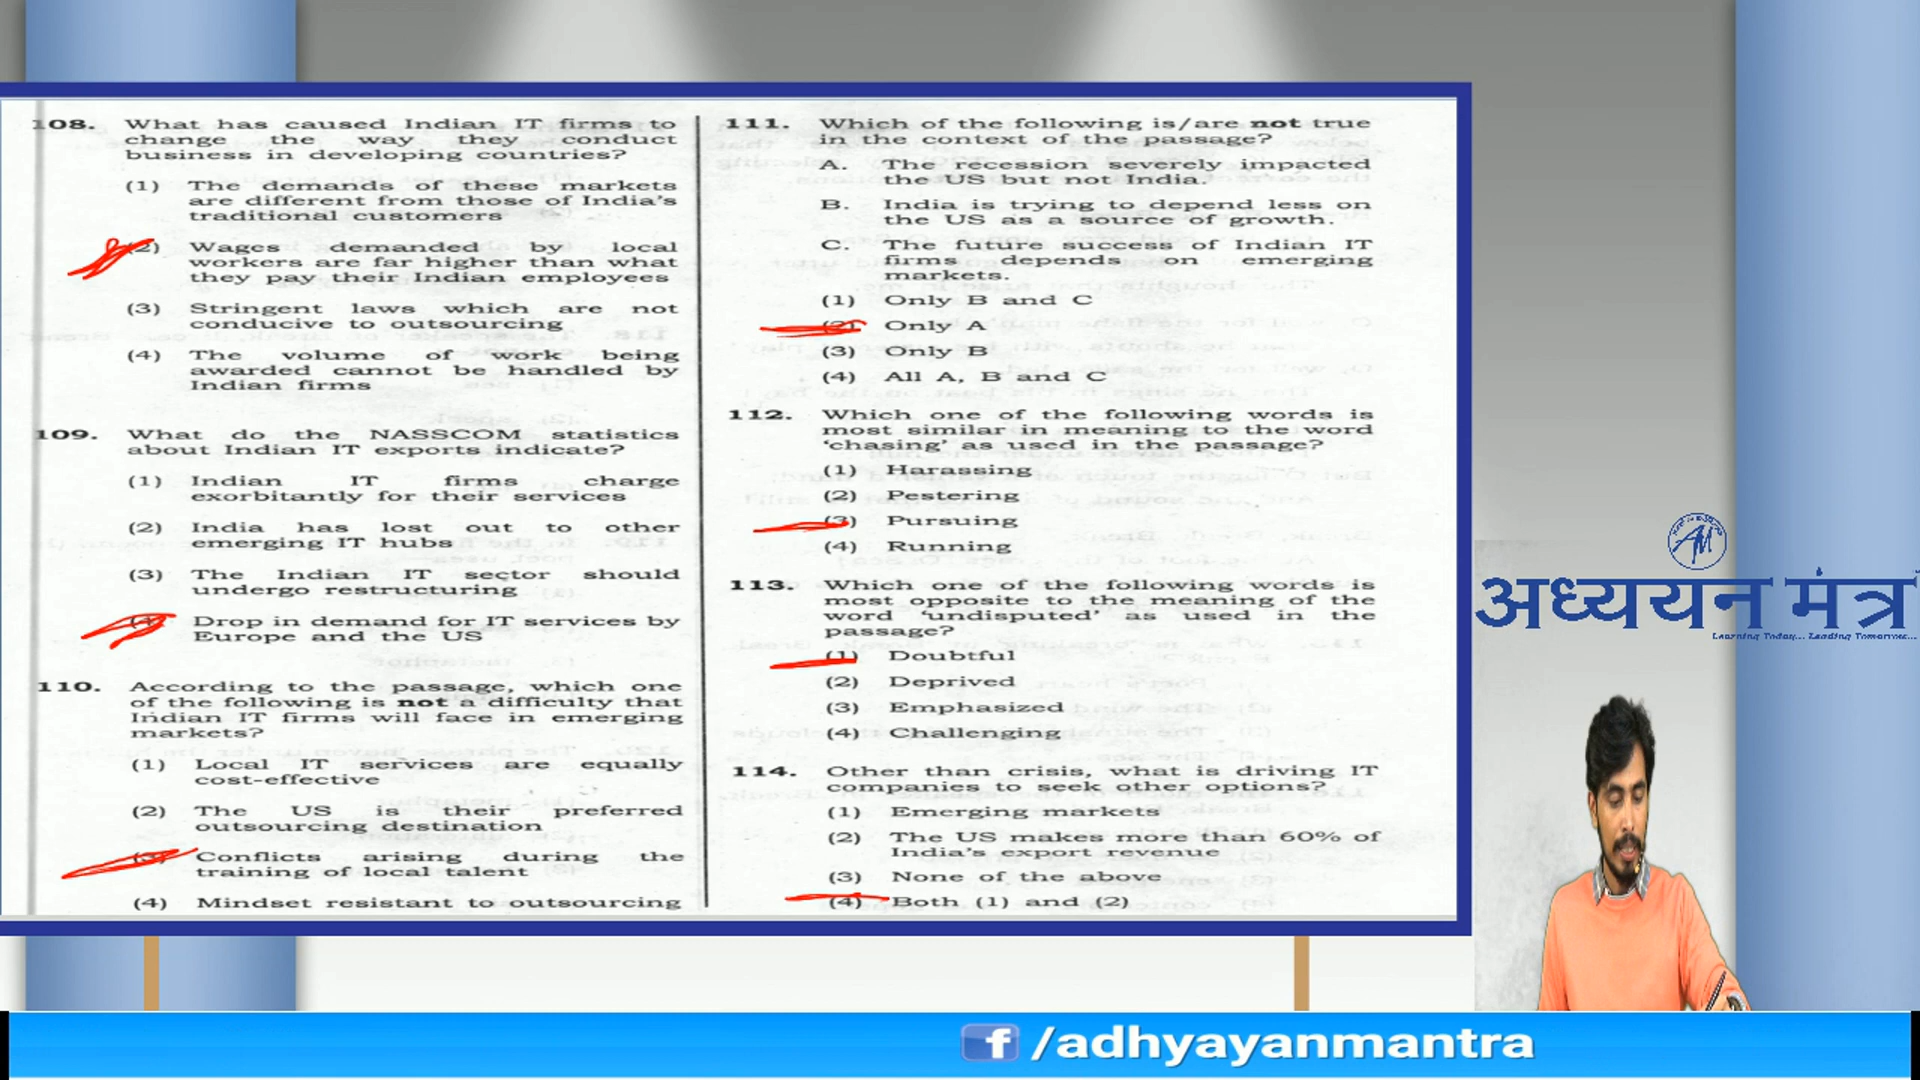 108. What has caused Indian IT firms to
change the way they conduct
business in developing countries?
(1) The demands of these markets
are different from those of India's
traditional customers
(2) Wages demanded by local
workers are far higher than what
they pay their Indian employees
(3) Stringent laws which are not
conducive to outsourcing
(4) The volume of work being
awarded cannot be handled by
Indian firms
109. What do the NASSCOM statistics
about Indian IT exports indicate?
(1) Indian IT firms charge
exorbitantly for their services
(2) India has lost out to other
emerging IT hubs
(3) The Indian IT sector should
undergo restructuring
(4) Drop in demand for IT services by
Europe and the US
110. According to the passage, which one
of the following is not a difficulty that
Indian IT firms will face in emerging
markets?
(1) Local IT services are equally
cost-effective
(2) The US is their preferred
outsourcing destination
(3) Conflicts arising during the
training of local talent
(4) Mindset resistant to outsourcing
111. Which of the following is/are not true
in the context of the passage?
A. The recession severely impacted
the US but not India.
B. India is trying to depend less on
the US as a source of growth.
C. The future success of Indian IT
firms depends on emerging
markets.
(1) Only B and C
(2) Only A
(3) Only B
(4) All A, B and C
112. Which one of the following words is
most similar in meaning to the word
'chasing' as used in the passage?
(1) Harassing
(2) Pestering
(3) Pursuing
(4) Running
113. Which one of the following words is
most opposite to the meaning of the
word 'undisputed' as used in the
passage?
(1) Doubtful
(2) Deprived
(3) Emphasized
(4) Challenging
114. Other than crisis, what is driving IT
companies to seek other options?
(1) Emerging markets
(2) The US makes more than 60% of
India's export revenue
(3) None of the above
(4) Both (1) and (2)
AM
अध्ययन मंत्र
Learning Today... Leading Tomorrow...
f /adhyayanmantra